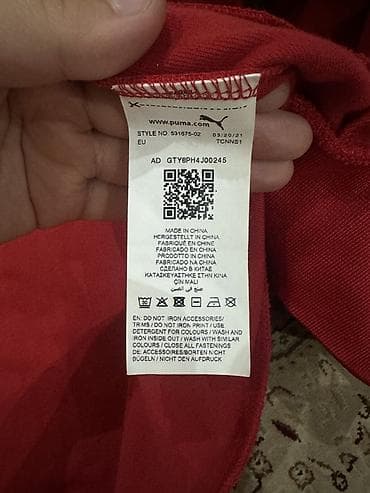 www.puma.com
STYLE NO. 931675-02 03/20/21
EU TCNNS1
AD GTY6PH4J00245
MADE IN CHINA
HERGESTELLT IN CHINA
FABRIQUÉ EN CHINE
FABRICADO EN CHINA
PRODOTTO IN CHINA
FABRICADO NA CHINA
СДЕЛАНО В КИТАЕ
ΚΑΤΑΣΚΕΥΑΣΤΗΚΕ ΣΤΗΝ ΚΙΝΑ
ÇİN MALI
صنع في الصين
EN: DO NOT IRON ACCESSORIES/
TRIMS / DO NOT IRON PRINT / USE
DETERGENT FOR COLOURS / WASH AND
IRON INSIDE OUT / WASH WITH SIMILAR
COLOURS / CLOSE ALL FASTENINGS
DE: ACCESSOIRES/BORTEN NICHT
BÜGELN / NICHT DEN AUFDRUCK